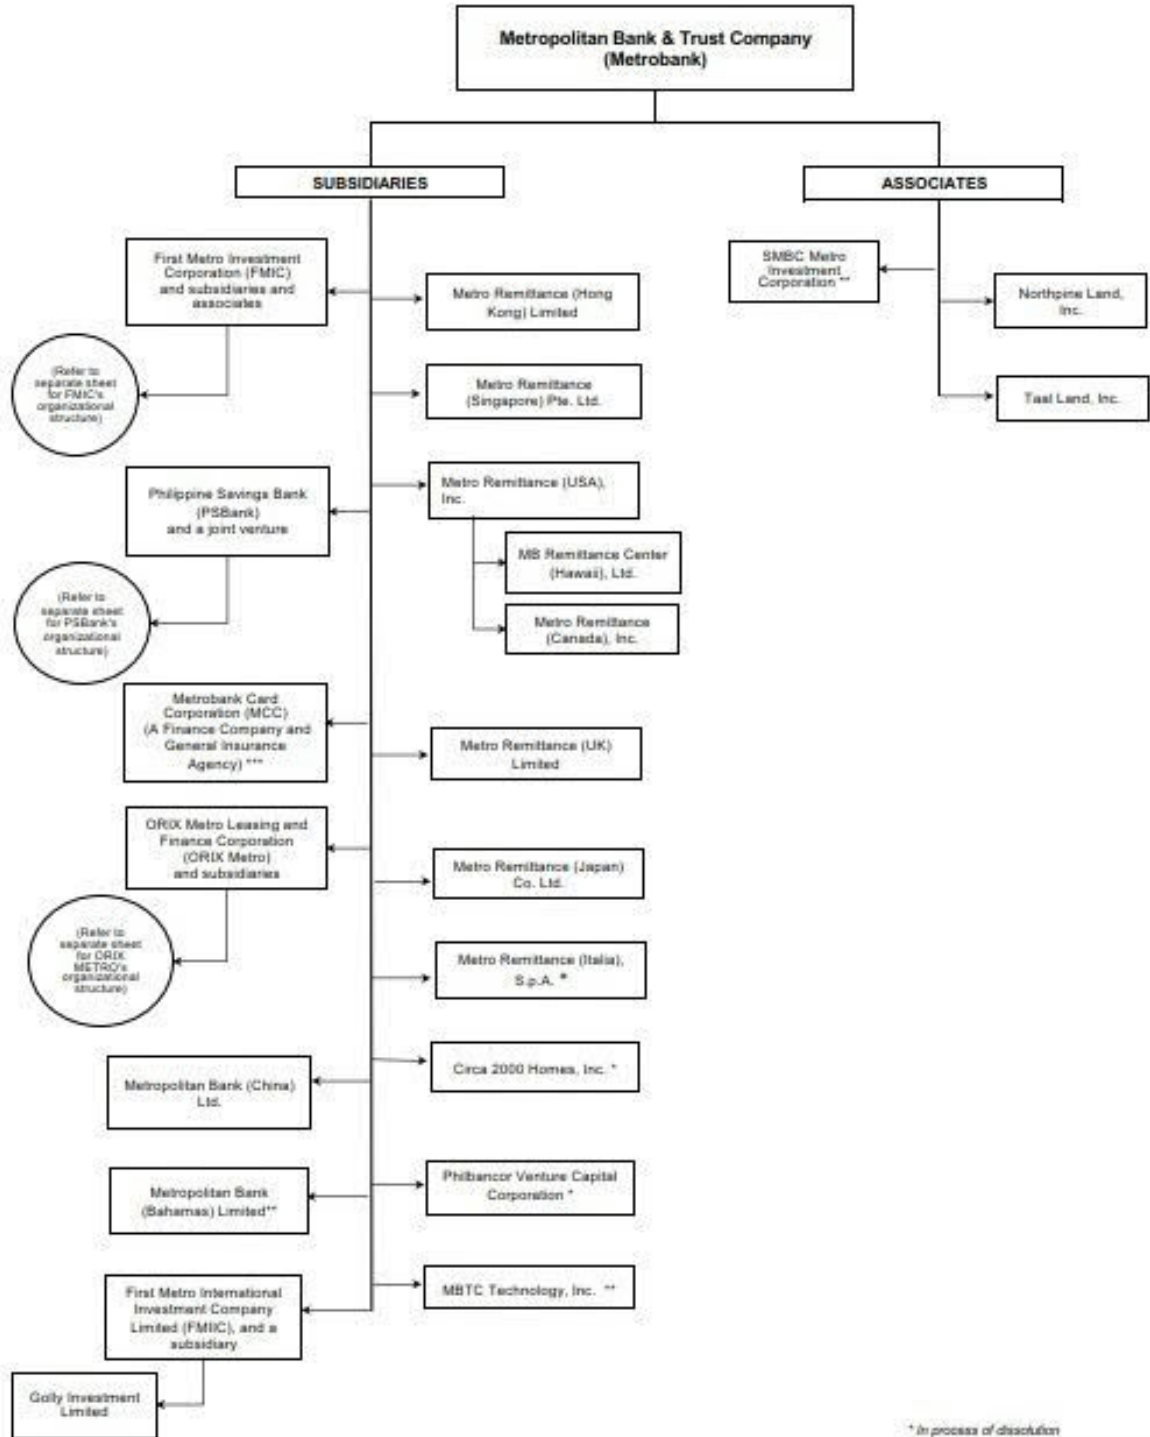 Metropolitan Bank & Trust Company
(Metrobank)
SUBSIDIARIES
ASSOCIATES
First Metro Investment
Corporation (FMIC)
and subsidiaries and
associates
(Refer to
separate sheet
for FMIC's
organizational
structure)
Philippine Savings Bank
(PSBank)
and a joint venture
(Refer to
separate sheet
for PSBank's
organizational
structure)
Metrobank Card
Corporation (MCC)
(A Finance Company and
General Insurance
Agency) ***
ORIX Metro Leasing and
Finance Corporation
(ORIX Metro)
and subsidiaries
(Refer to
separate sheet
for ORIX
METRO's
organizational
structure)
Metropolitan Bank (China)
Ltd.
Metropolitan Bank
(Bahamas) Limited**
First Metro International
Investment Company
Limited (FMIIC), and a
subsidiary
Golly Investment
Limited
Metro Remittance (Hong
Kong) Limited
Metro Remittance
(Singapore) Pte. Ltd.
Metro Remittance (USA),
Inc.
MB Remittance Center
(Hawaii), Ltd.
Metro Remittance
(Canada), Inc.
Metro Remittance (UK)
Limited
Metro Remittance (Japan)
Co. Ltd.
Metro Remittance (Italia),
S.p.A. *
Circa 2000 Homes, Inc. *
Philbancor Venture Capital
Corporation *
MBTC Technology, Inc. **
SMBC Metro
Investment
Corporation **
Northpine Land,
Inc.
Taal Land, Inc.
* In process of dissolution